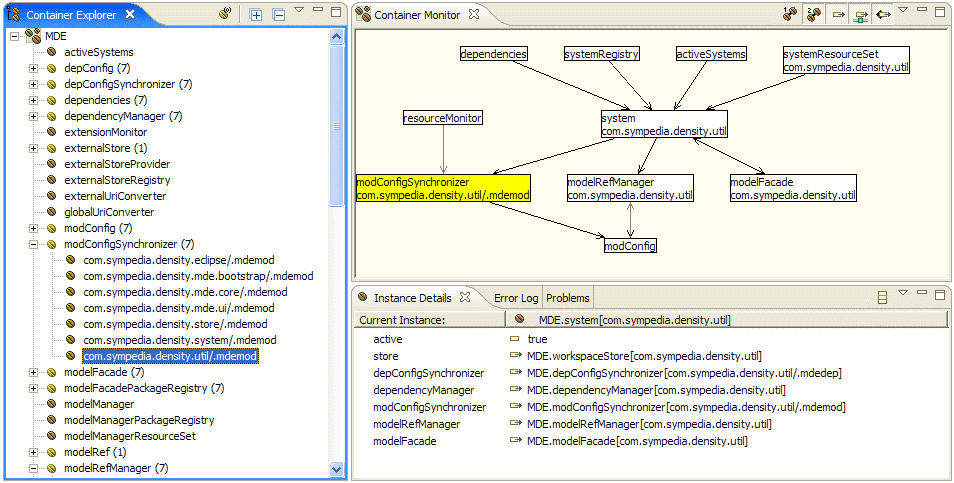 Container Explorer
MDE
activeSystems
depConfig (7)
depConfigSynchronizer (7)
dependencies (7)
dependencyManager (7)
extensionMonitor
externalStore (1)
externalStoreProvider
externalStoreRegistry
externalUriConverter
globalUriConverter
modConfig (7)
modConfigSynchronizer (7)
com.sympedia.density.eclipse/.mdemod
com.sympedia.density.mde.bootstrap/.mdemod
com.sympedia.density.mde.core/.mdemod
com.sympedia.density.mde.ui/.mdemod
com.sympedia.density.store/.mdemod
com.sympedia.density.system/.mdemod
com.sympedia.density.util/.mdemod
modelFacade (7)
modelFacadePackageRegistry (7)
modelManager
modelManagerPackageRegistry
modelManagerResourceSet
modelRef (1)
modelRefManager (7)
Container Monitor
1 2
dependencies
systemRegistry
activeSystems
systemResourceSet
com.sympedia.density.util
resourceMonitor
system
com.sympedia.density.util
modConfigSynchronizer
com.sympedia.density.util/.mdemod
modelRefManager
com.sympedia.density.util
modelFacade
com.sympedia.density.util
modConfig
Instance Details Error Log Problems
Current Instance: MDE.system[com.sympedia.density.util]
active true
store MDE.workspaceStore[com.sympedia.density.util]
depConfigSynchronizer MDE.depConfigSynchronizer[com.sympedia.density.util/.mdedep]
dependencyManager MDE.dependencyManager[com.sympedia.density.util]
modConfigSynchronizer MDE.modConfigSynchronizer[com.sympedia.density.util/.mdemod]
modelRefManager MDE.modelRefManager[com.sympedia.density.util]
modelFacade MDE.modelFacade[com.sympedia.density.util]